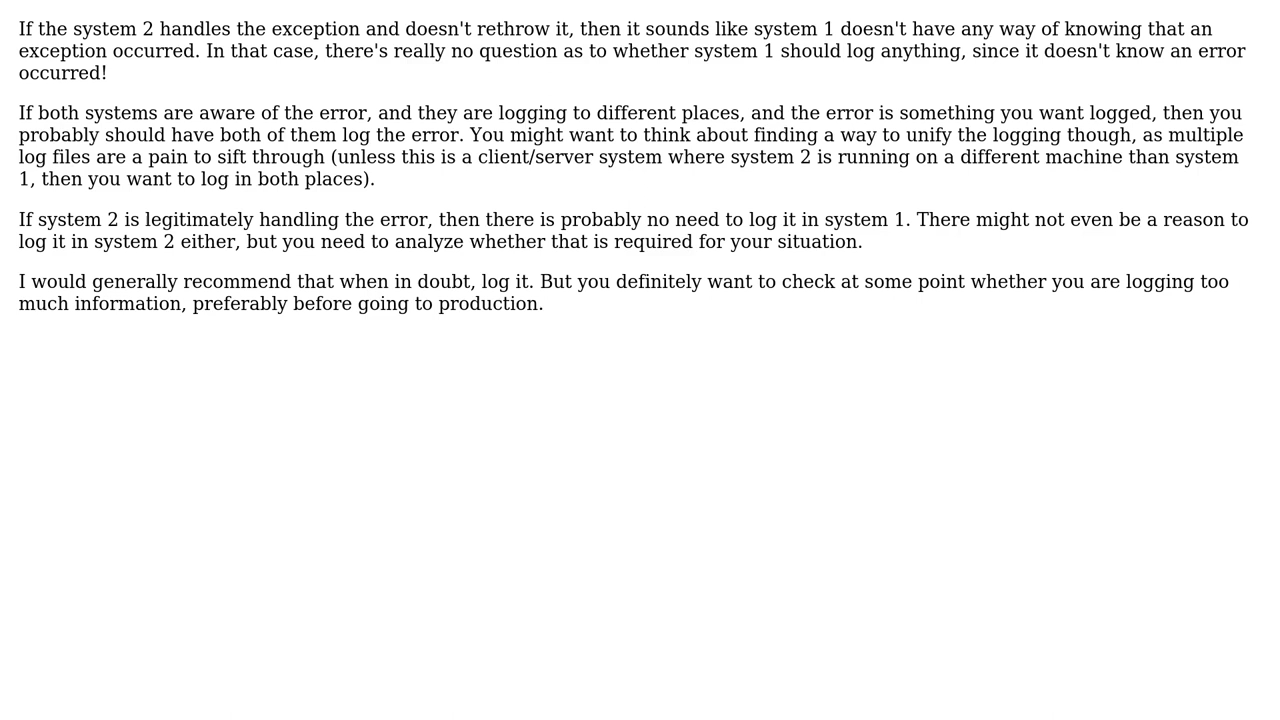 If the system 2 handles the exception and doesn't rethrow it, then it sounds like system 1 doesn't have any way of knowing that an
exception occurred. In that case, there's really no question as to whether system 1 should log anything, since it doesn't know an error
occurred!
If both systems are aware of the error, and they are logging to different places, and the error is something you want logged, then you
probably should have both of them log the error. You might want to think about finding a way to unify the logging though, as multiple
log files are a pain to sift through (unless this is a client/server system where system 2 is running on a different machine than system
1, then you want to log in both places).
If system 2 is legitimately handling the error, then there is probably no need to log it in system 1. There might not even be a reason to
log it in system 2 either, but you need to analyze whether that is required for your situation.
I would generally recommend that when in doubt, log it. But you definitely want to check at some point whether you are logging too
much information, preferably before going to production.